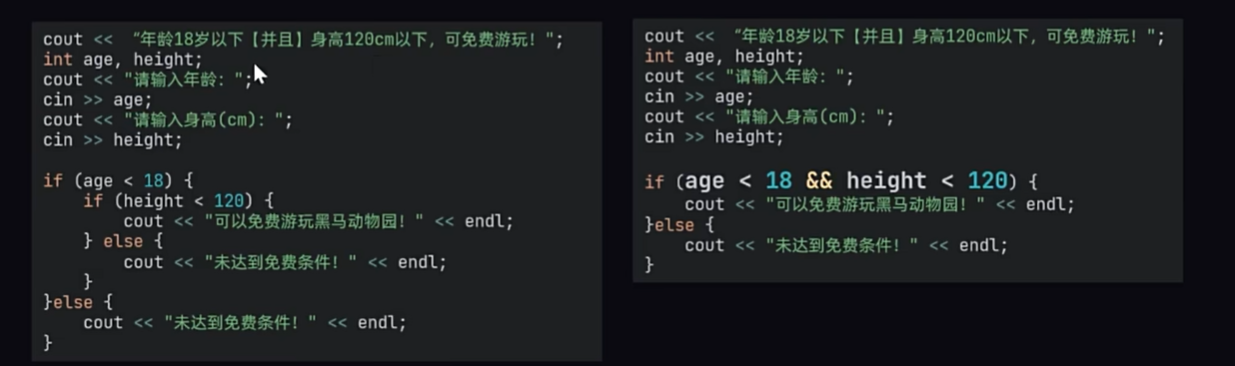 cout << “年龄18岁以下【并且】身高120cm以下，可免费游玩！";
int age, height;
cout << "请输入年龄：";
cin >> age;
cout << "请输入身高(cm)：";
cin >> height;
if (age < 18) {
if (height < 120) {
cout << "可以免费游玩黑马动物园！" << endl;
} else {
cout << "未达到免费条件！" << endl;
}
}else {
cout << "未达到免费条件！" << endl;
}
cout << “年龄18岁以下【并且】身高120cm以下，可免费游玩！";
int age, height;
cout << "请输入年龄：";
cin >> age;
cout << "请输入身高(cm)：";
cin >> height;
if (age < 18 && height < 120) {
cout << "可以免费游玩黑马动物园！" << endl;
}else {
cout << "未达到免费条件！" << endl;
}